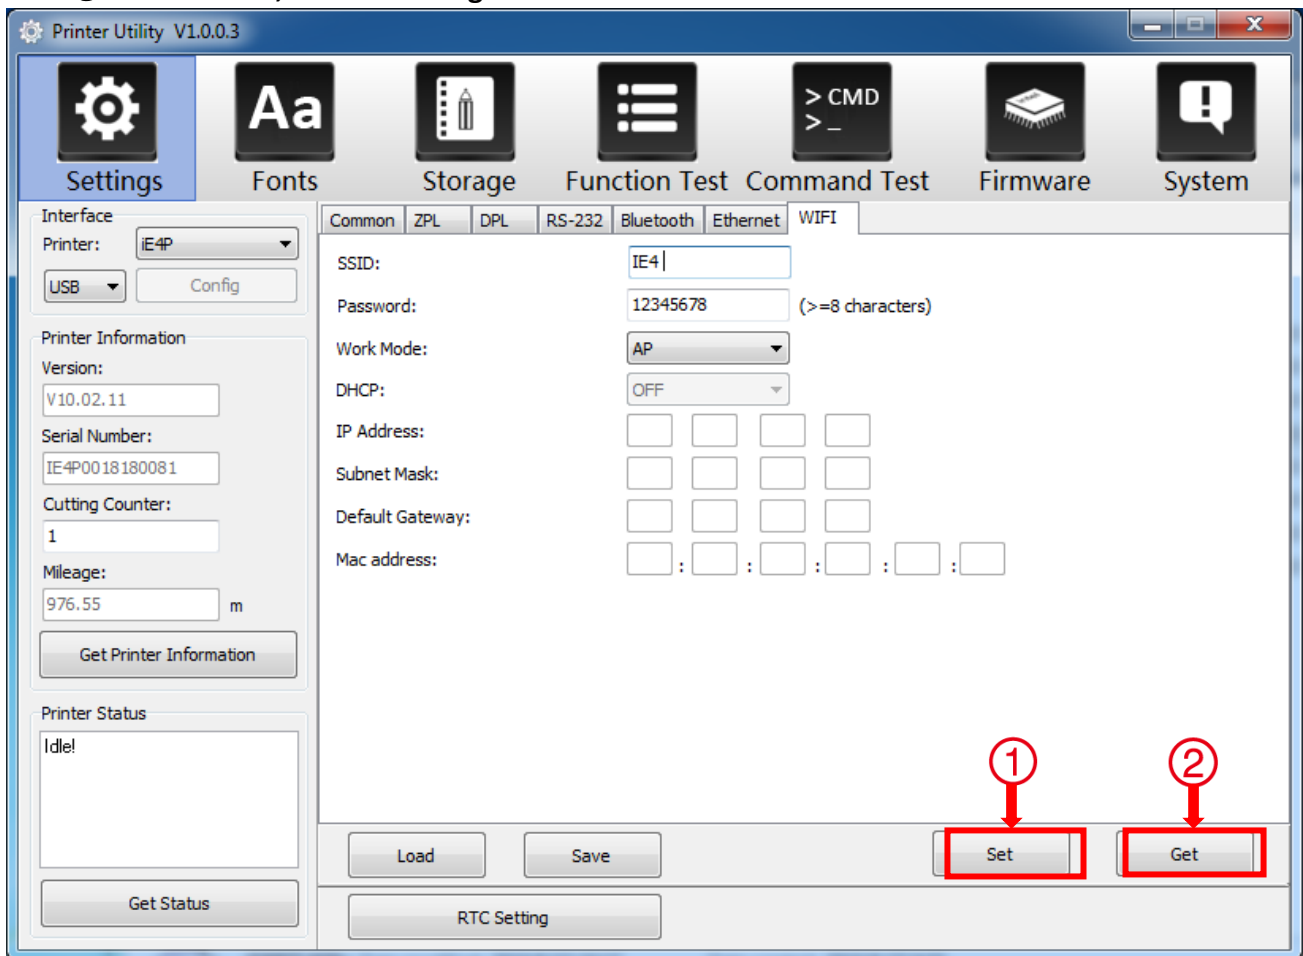 Printer Utility V1.0.0.3
X
Aa
> CMD
>_
Settings
Fonts
Storage
Function Test
Command Test
Firmware
System
Interface
Printer:
iE4P
USB
Config
Printer Information
Version:
V10.02.11
Serial Number:
IE4P0018180081
Cutting Counter:
1
Mileage:
976.55 m
Get Printer Information
Printer Status
Idle!
Get Status
Common ZPL DPL RS-232 Bluetooth Ethernet WIFI
SSID: IE4
Password: 12345678 (>=8 characters)
Work Mode: AP
DHCP: OFF
IP Address:
Subnet Mask:
Default Gateway:
Mac address: : : : : :
1 2
Load Save Set Get
RTC Setting